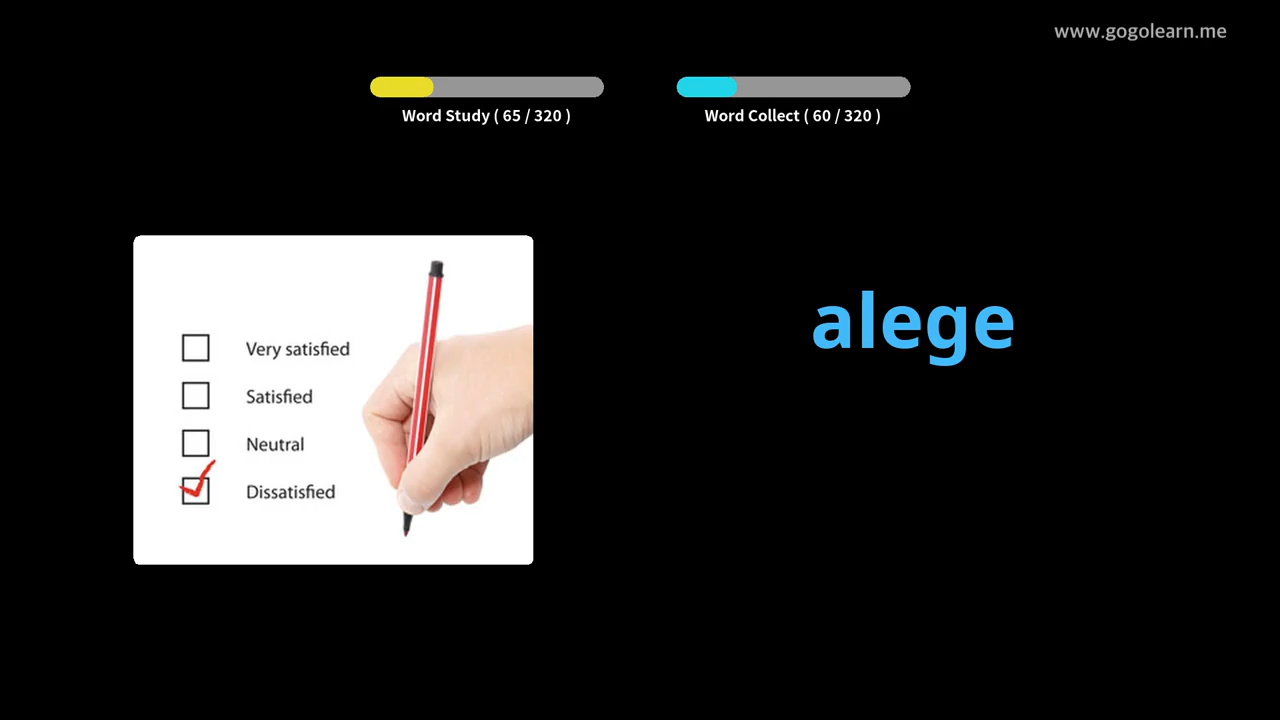 www.gogolearn.me
Word Study ( 65 / 320 )
Word Collect ( 60 / 320 )
Very satisfied
Satisfied
Neutral
Dissatisfied
alege